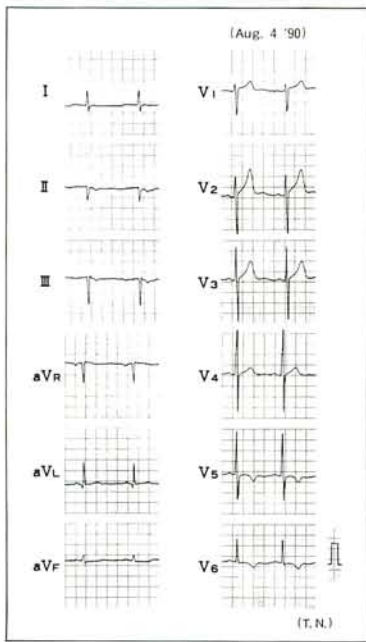 (Aug. 4 '90)
I
V1
II
V2
III
V3
aVR
V4
aVL
V5
aVF
V6
(T.N.)